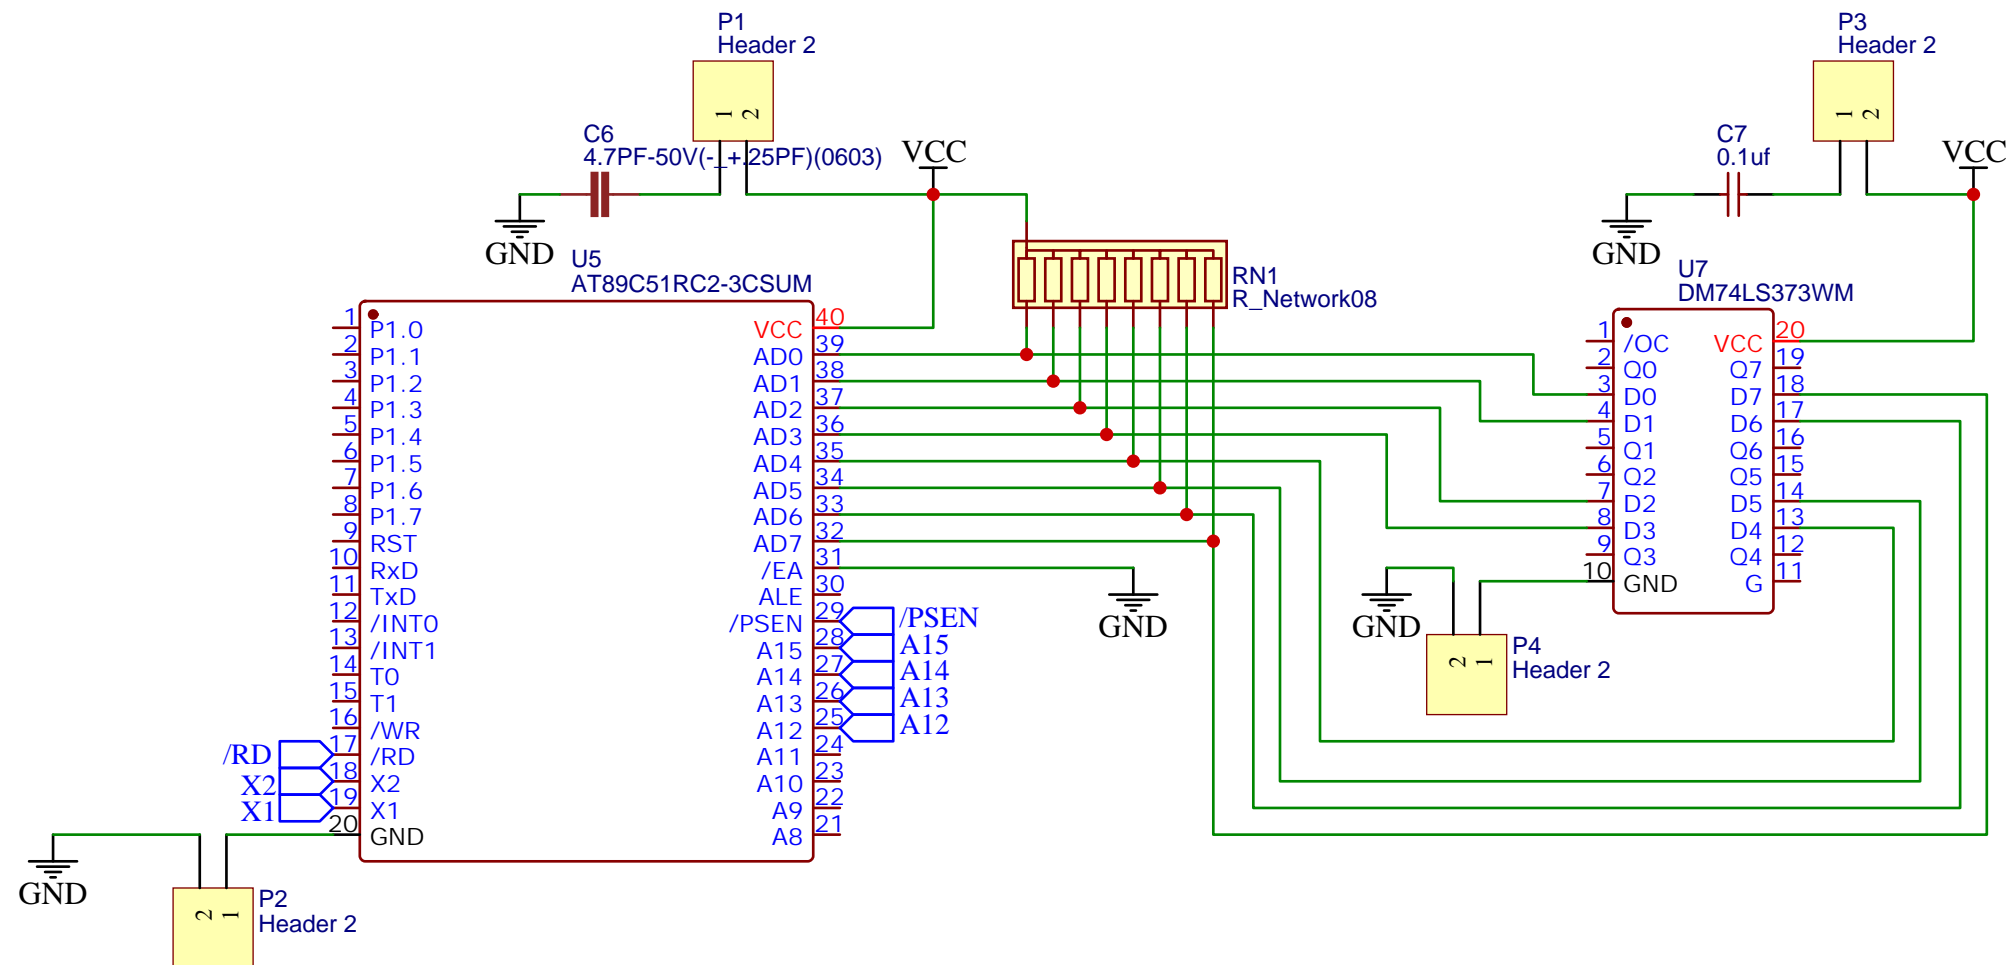 P1
Header 2
1
2
P3
Header 2
1
2
C6
4.7PF-50V(-_+.25PF)(0603)
VCC
C7
0.1uf
VCC
GND
GND
U5
AT89C51RC2-3CSUM
RN1
R_Network08
U7
DM74LS373WM
1 P1.0
2 P1.1
3 P1.2
4 P1.3
5 P1.4
6 P1.5
7 P1.6
8 P1.7
9 RST
10 RxD
11 TxD
12 /INT0
13 /INT1
14 T0
15 T1
16 /WR
/RD 17 /RD
X2 18 X2
X1 19 X1
20 GND
VCC 40
AD0 39
AD1 38
AD2 37
AD3 36
AD4 35
AD5 34
AD6 33
AD7 32
/EA 31
ALE 30
/PSEN 29 /PSEN
A15 28 A15
A14 27 A14
A13 26 A13
A12 25 A12
A11 24
A10 23
A9 22
A8 21
GND
1 /OC
2 Q0
3 D0
4 D1
5 Q1
6 Q2
7 D2
8 D3
9 Q3
10 GND
VCC 20
Q7 19
D7 18
D6 17
Q6 16
Q5 15
D5 14
D4 13
Q4 12
G 11
GND
2
1
P4
Header 2
GND
2
1
P2
Header 2